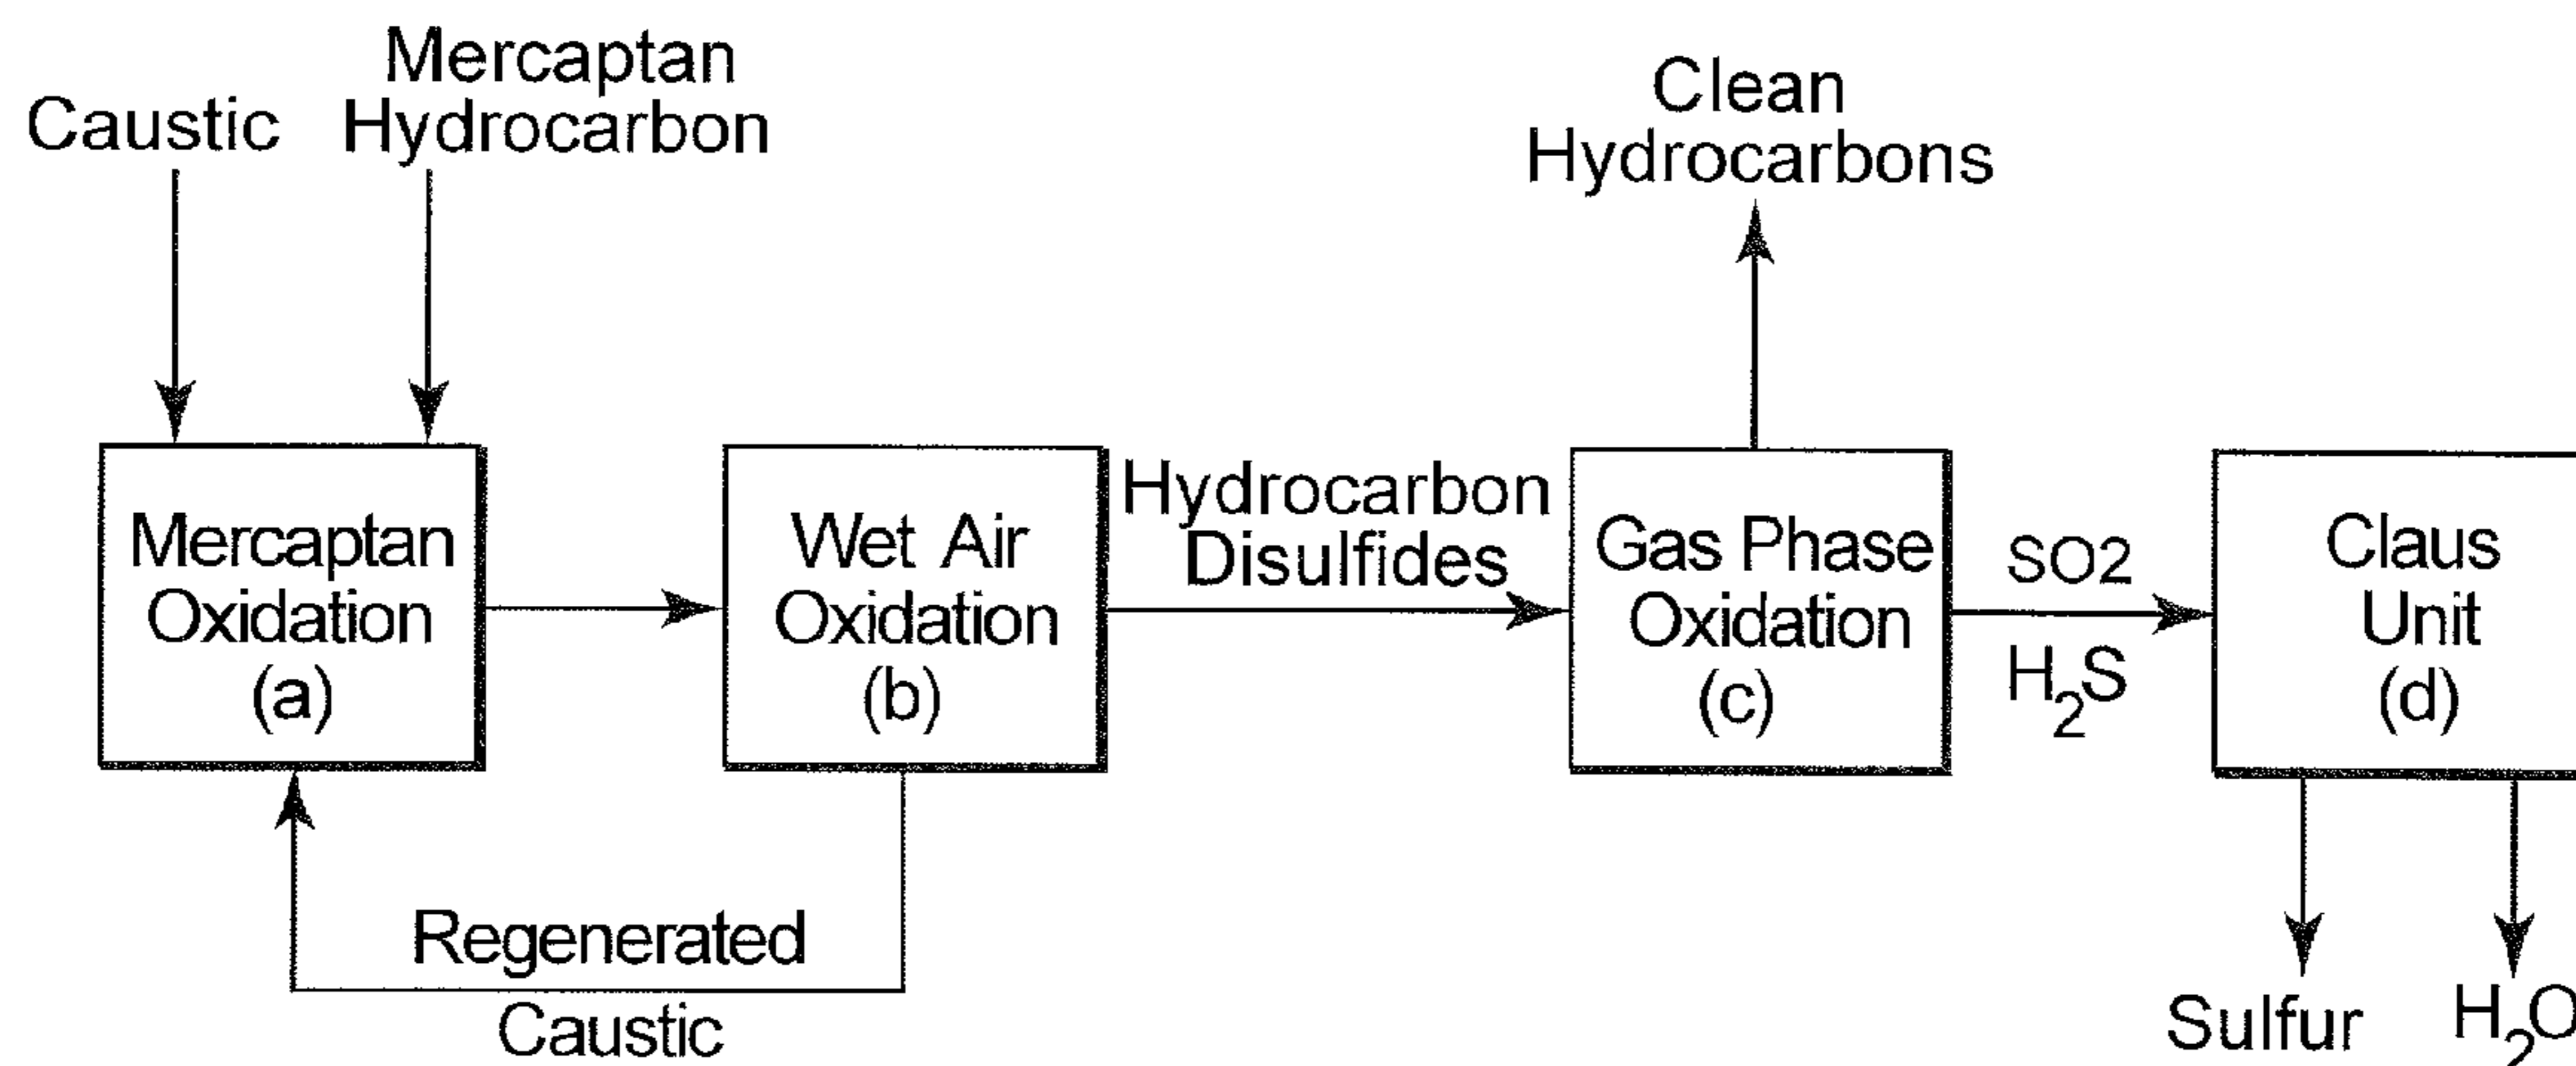 Caustic
Mercaptan
Hydrocarbon
Clean
Hydrocarbons
Mercaptan
Oxidation
(a)
Wet Air
Oxidation
(b)
Hydrocarbon
Disulfides
Gas Phase
Oxidation
(c)
SO2
H₂S
Claus
Unit
(d)
Regenerated
Caustic
Sulfur
H₂O